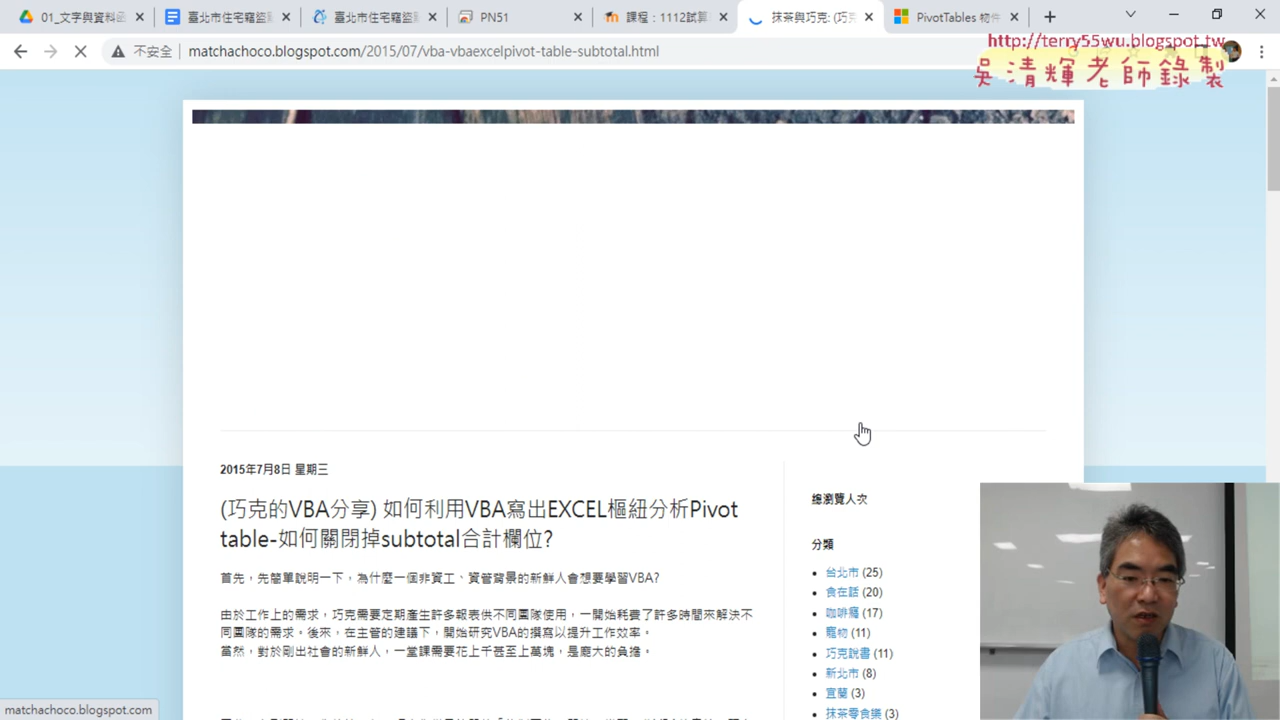 01_文字與資料函
臺北市住宅竊盜
臺北市住宅竊盜
PN51
課程：1112試算
抹茶與巧克: (巧克
PivotTables 物件
不安全
matchachoco.blogspot.com/2015/07/vba-vbaexcelpivot-table-subtotal.html
http://terry55wu.blogspot.tw
吳清輝老師錄製
2015年7月8日 星期三
(巧克的VBA分享) 如何利用VBA寫出EXCEL樞紐分析Pivot
table-如何關閉掉subtotal合計欄位?
首先，先簡單說明一下，為什麼一個非資工、資管背景的新鮮人會想要學習VBA?
由於工作上的需求，巧克需要定期產生許多報表供不同團隊使用，一開始耗費了許多時間來解決不
同團隊的需求。後來，在主管的建議下，開始研究VBA的撰寫以提升工作效率。
當然，對於剛出社會的新鮮人，一堂課需要花上千甚至上萬塊，是龐大的負擔。
總瀏覽人次
分類
台北市 (25)
食在話 (20)
咖啡癮 (17)
寵物 (11)
巧克說書 (11)
新北市 (8)
宜蘭 (3)
抹茶零食櫃 (3)
matchachoco.blogspot.com